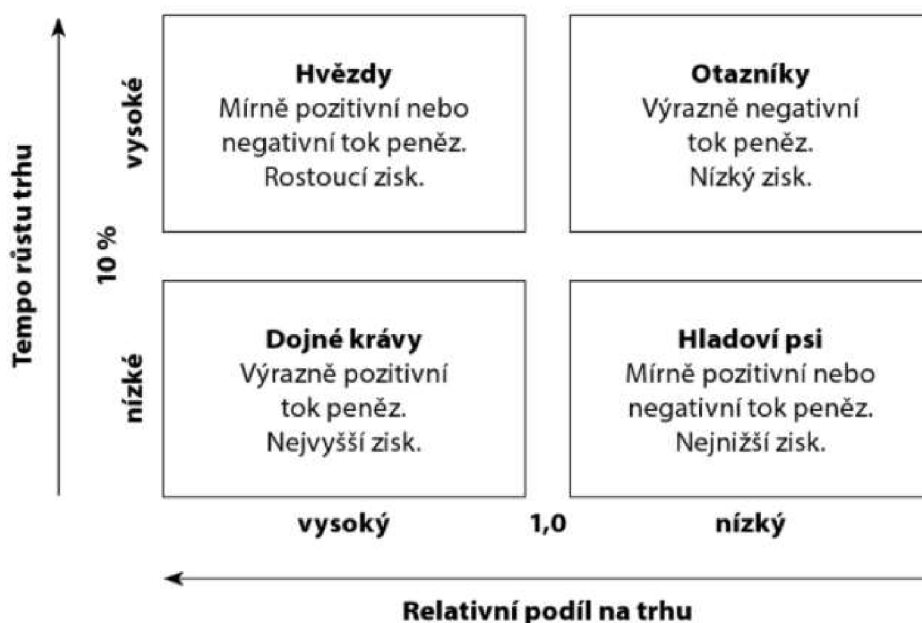 Tempo růstu trhu
vysoké
10 %
nízké
Hvězdy
Mírně pozitivní nebo
negativní tok peněz.
Rostoucí zisk.
Otazníky
Výrazně negativní
tok peněz.
Nízký zisk.
Dojné krávy
Výrazně pozitivní
tok peněz.
Nejvyšší zisk.
Hladoví psi
Mírně pozitivní nebo
negativní tok peněz.
Nejnižší zisk.
vysoký 1,0 nízký
Relativní podíl na trhu